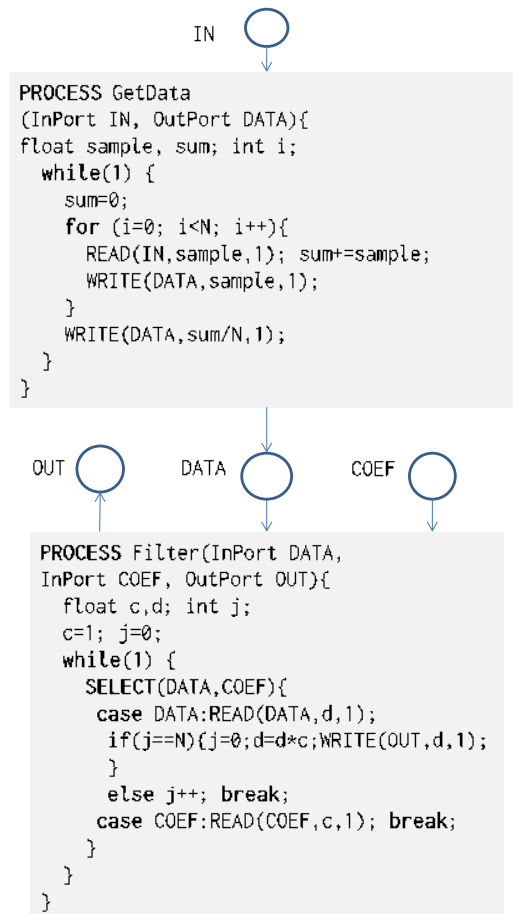 IN
PROCESS GetData
(InPort IN, OutPort DATA){
float sample, sum; int i;
while(1) {
sum=0;
for (i=0; i<N; i++){
READ(IN,sample,1); sum+=sample;
WRITE(DATA,sample,1);
}
WRITE(DATA,sum/N,1);
}
}
OUT DATA COEF
PROCESS Filter(InPort DATA,
InPort COEF, OutPort OUT){
float c,d; int j;
c=1; j=0;
while(1) {
SELECT(DATA,COEF){
case DATA:READ(DATA,d,1);
if(j==N){j=0;d=d*c;WRITE(OUT,d,1);
}
else j++; break;
case COEF:READ(COEF,c,1); break;
}
}
}